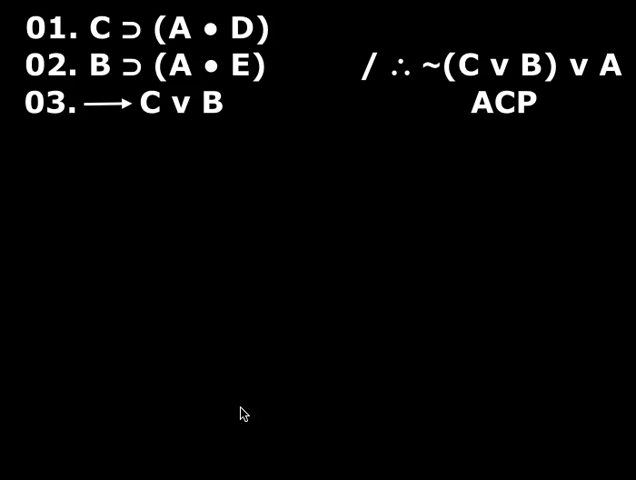 01. C ⊃ (A • D)
02. B ⊃ (A • E) / ∴ ~(C v B) v A
03. ⟶ C v B ACP